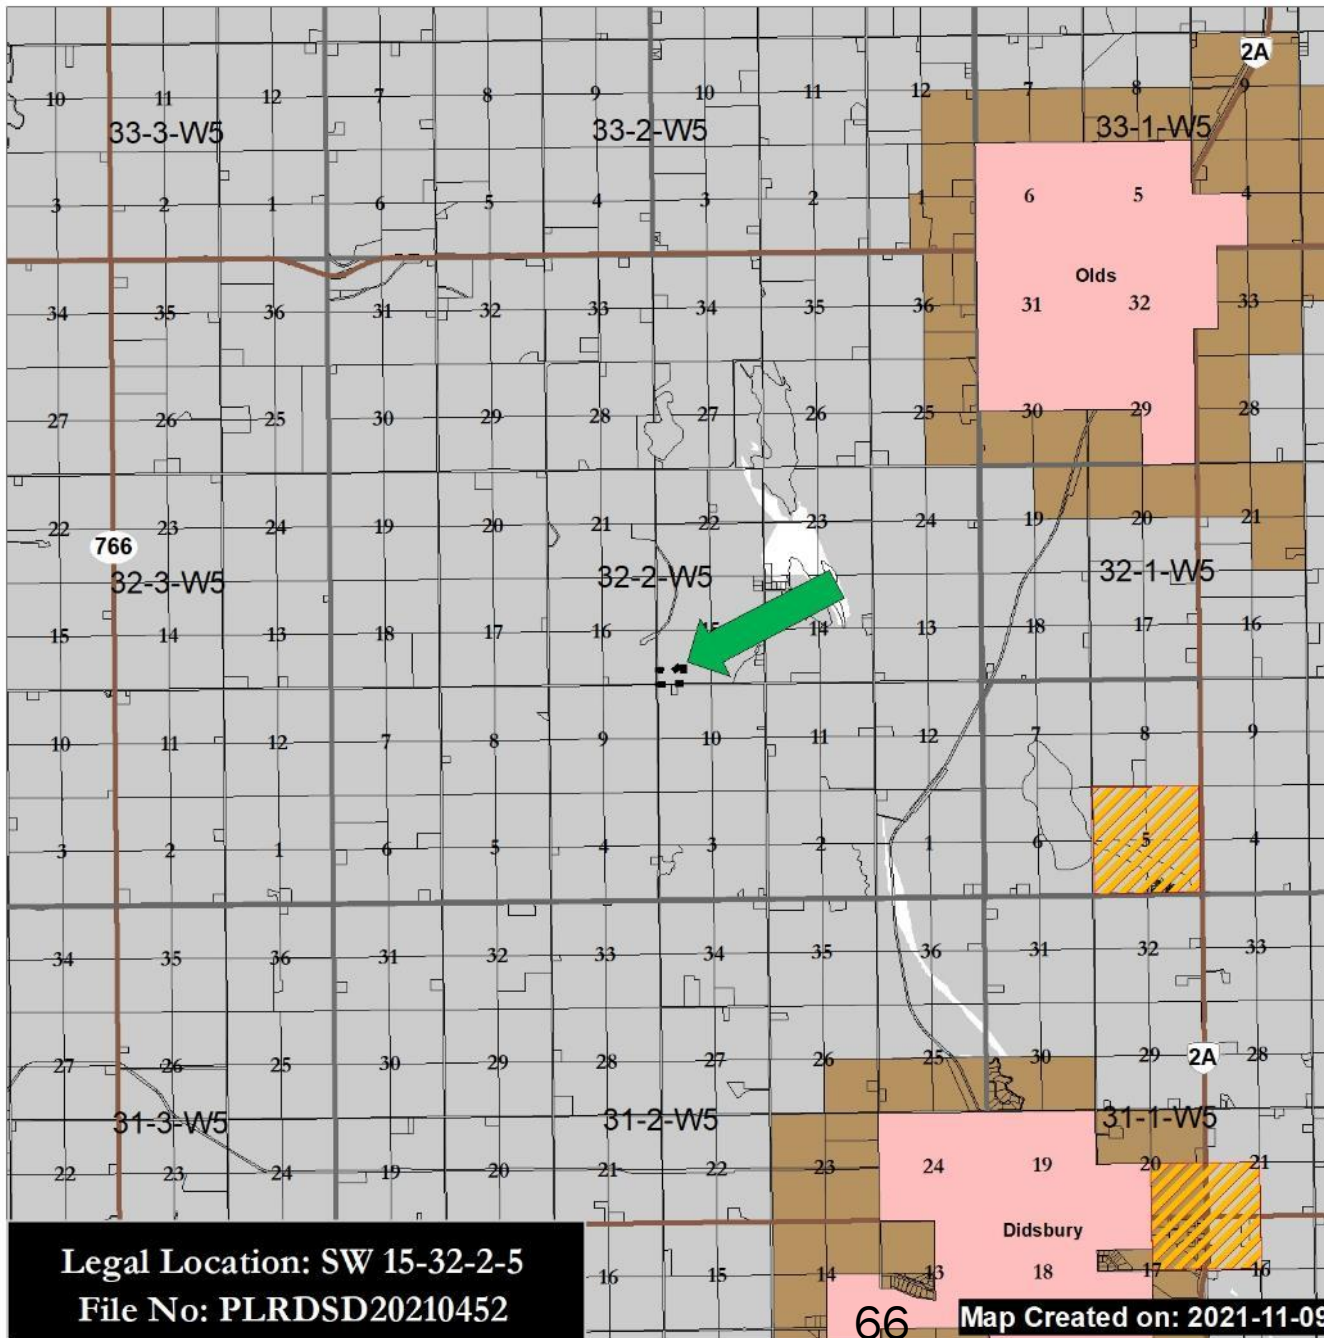 2A
10 11 12 7 8 9 10 11 12 7 8 9
33-3-W5 33-2-W5 33-1-W5
3 2 1 6 5 4 3 2 1 6 5 4
Olds
34 35 36 31 32 33 34 35 36 31 32 33
27 26 25 30 29 28 27 26 25 30 29 28
22 23 24 19 20 21 22 23 24 19 20 21
766
32-3-W5 32-2-W5 32-1-W5
15 14 13 18 17 16 15 14 13 18 17 16
10 11 12 7 8 9 10 11 12 7 8 9
3 2 1 6 5 4 3 2 1 6 5 4
34 35 36 31 32 33 34 35 36 31 32 33
27 26 25 30 29 28 27 26 25 30 29 28
2A
31-3-W5 31-2-W5 31-1-W5
22 23 24 19 20 21 22 23 24 19 20 21
Didsbury
16 15 14 13 18 17 16
Legal Location: SW 15-32-2-5
File No: PLRDSD20210452
66
Map Created on: 2021-11-09